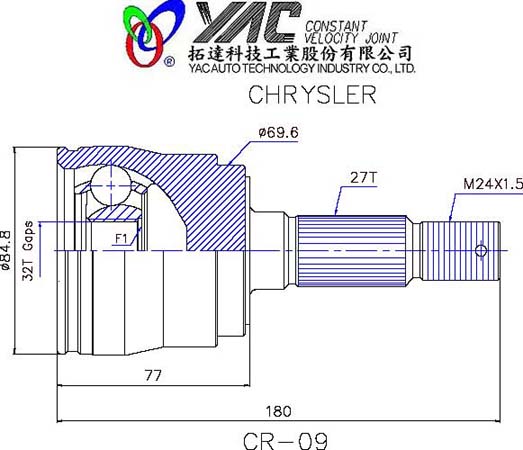 YAC CONSTANT
VELOCITY JOINT
拓達科技工業股份有限公司
YAC AUTO TECHNOLOGY INDUSTRY CO., LTD.
CHRYSLER
ø69.6
27T
M24X1.5
ø84.8
32T Gaps
F1
77
180
CR-09